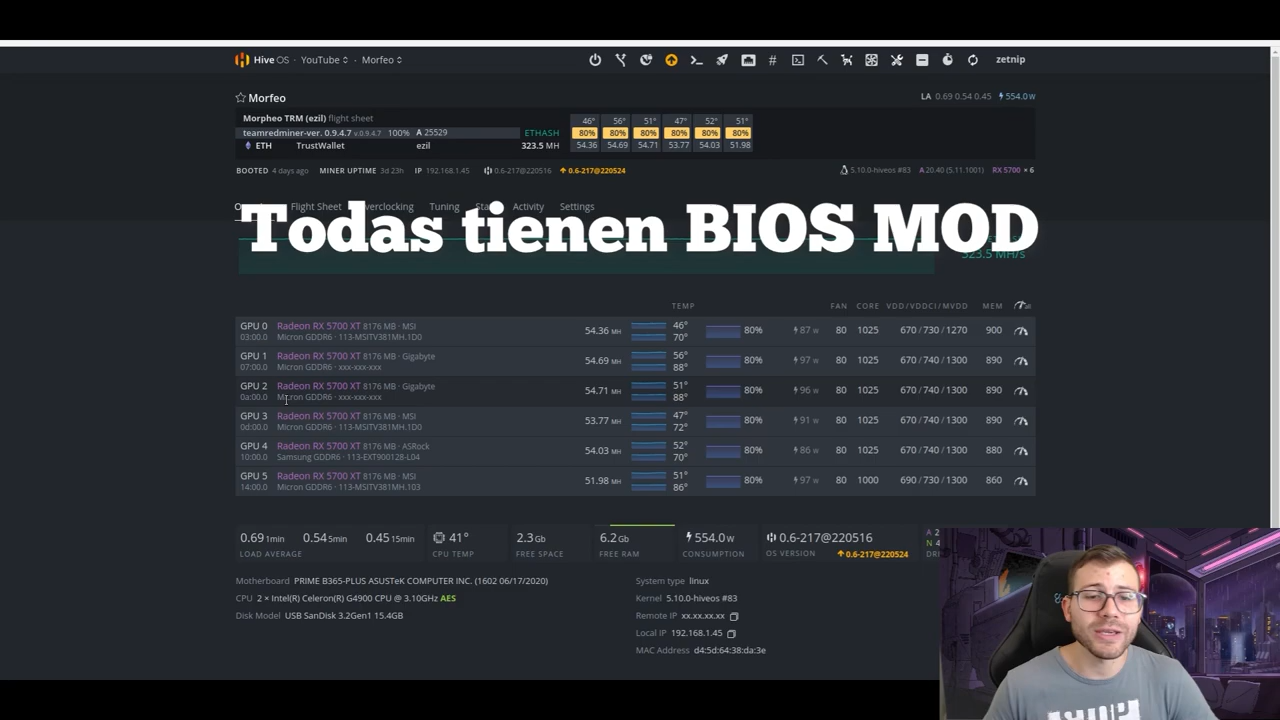 Hive OS YouTube Morfeo zetnip
Morfeo LA 0.69 0.54 0.45 554.0 W
Morpheo TRM (ezil) flight sheet 46° 56° 51° 47° 52° 51°
teamredminer-ver. 0.9.4.7 v.0.9.4.7 100% A 25529 ETHASH 80% 80% 80% 80% 80% 80%
ETH TrustWallet ezil 323.5 MH 54.36 54.69 54.71 53.77 54.03 51.98
BOOTED 4 days ago MINER UPTIME 3d 23h IP 192.168.1.45 0.6-217@220516 0.6-217@220524 5.10.0-hiveos #83 A 20.40 (5.11.1001) RX 5700 × 6
Flight Sheet Tuning Activity Settings
Todas tienen BIOS MOD
323.5 MH/s
TEMP FAN CORE VDD/VDDCI/MVDD MEM
GPU 0 Radeon RX 5700 XT 8176 MB · MSI 54.36 MH 46° 80% 87 W 80 1025 670 / 730 / 1270 900
03:00.0 Micron GDDR6 · 113-MSITV381MH.1D0 70°
GPU 1 Radeon RX 5700 XT 8176 MB · Gigabyte 54.69 MH 56° 80% 97 W 80 1025 670 / 740 / 1300 890
07:00.0 Micron GDDR6 · xxx-xxx-xxx 88°
GPU 2 Radeon RX 5700 XT 8176 MB · Gigabyte 54.71 MH 51° 80% 96 W 80 1025 670 / 740 / 1300 890
0a:00.0 Micron GDDR6 · xxx-xxx-xxx 88°
GPU 3 Radeon RX 5700 XT 8176 MB · MSI 53.77 MH 47° 80% 91 W 80 1025 670 / 740 / 1300 890
0d:00.0 Micron GDDR6 · 113-MSITV381MH.1D0 72°
GPU 4 Radeon RX 5700 XT 8176 MB · ASRock 54.03 MH 52° 80% 86 W 80 1025 670 / 740 / 1300 880
10:00.0 Samsung GDDR6 · 113-EXT900128-L04 70°
GPU 5 Radeon RX 5700 XT 8176 MB · MSI 51.98 MH 51° 80% 97 W 80 1000 690 / 730 / 1300 860
14:00.0 Micron GDDR6 · 113-MSITV381MH.103 86°
0.69 1min 0.54 5min 0.45 15min 41° 2.3Gb 6.2Gb 554.0 W 0.6-217@220516 A 2
LOAD AVERAGE CPU TEMP FREE SPACE FREE RAM CONSUMPTION OS VERSION 0.6-217@220524 N 4
Motherboard PRIME B365-PLUS ASUSTeK COMPUTER INC. (1602 06/17/2020) System type linux
CPU 2 × Intel(R) Celeron(R) G4900 CPU @ 3.10GHz AES Kernel 5.10.0-hiveos #83
Disk Model USB SanDisk 3.2Gen1 15.4GB Remote IP xx.xx.xx.xx
Local IP 192.168.1.45
MAC Address d4:5d:64:38:da:3e